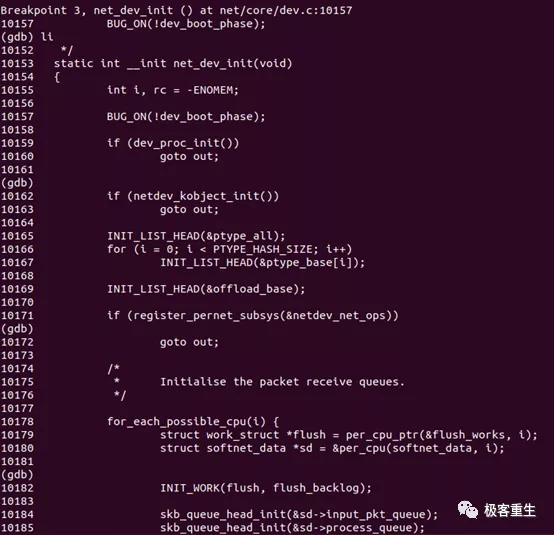 Breakpoint 3, net_dev_init () at net/core/dev.c:10157
10157           BUG_ON(!dev_boot_phase);
(gdb) li
10152    */
10153   static int __init net_dev_init(void)
10154   {
10155           int i, rc = -ENOMEM;
10156
10157           BUG_ON(!dev_boot_phase);
10158
10159           if (dev_proc_init())
10160                   goto out;
10161
(gdb)
10162           if (netdev_kobject_init())
10163                   goto out;
10164
10165           INIT_LIST_HEAD(&ptype_all);
10166           for (i = 0; i < PTYPE_HASH_SIZE; i++)
10167                   INIT_LIST_HEAD(&ptype_base[i]);
10168
10169           INIT_LIST_HEAD(&offload_base);
10170
10171           if (register_pernet_subsys(&netdev_net_ops))
(gdb)
10172                   goto out;
10173
10174           /*
10175            *      Initialise the packet receive queues.
10176            */
10177
10178           for_each_possible_cpu(i) {
10179                   struct work_struct *flush = per_cpu_ptr(&flush_works, i);
10180                   struct softnet_data *sd = &per_cpu(softnet_data, i);
10181
(gdb)
10182                   INIT_WORK(flush, flush_backlog);
10183
10184                   skb_queue_head_init(&sd->input_pkt_queue);
10185                   skb_queue_head_init(&sd->process_queue);
极客重生